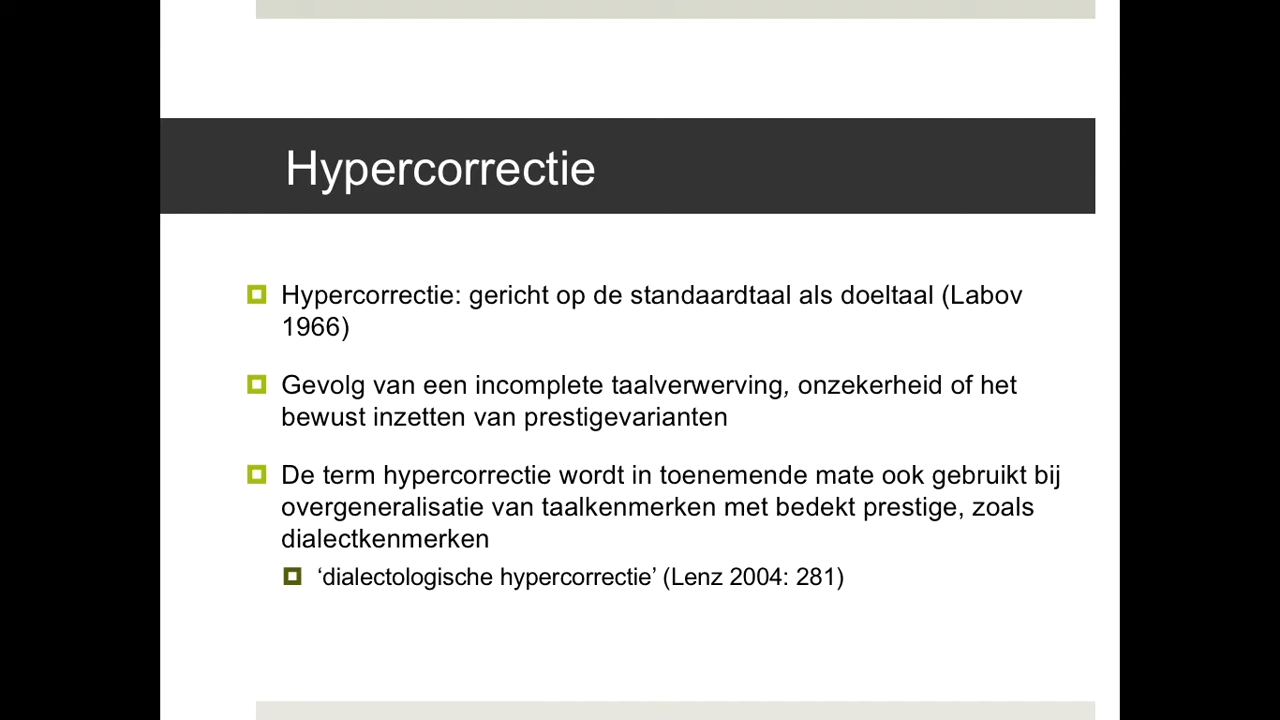 Hypercorrectie
Hypercorrectie: gericht op de standaardtaal als doeltaal (Labov
1966)
Gevolg van een incomplete taalverwerving, onzekerheid of het
bewust inzetten van prestigevarianten
De term hypercorrectie wordt in toenemende mate ook gebruikt bij
overgeneralisatie van taalkenmerken met bedekt prestige, zoals
dialectkenmerken
‘dialectologische hypercorrectie’ (Lenz 2004: 281)